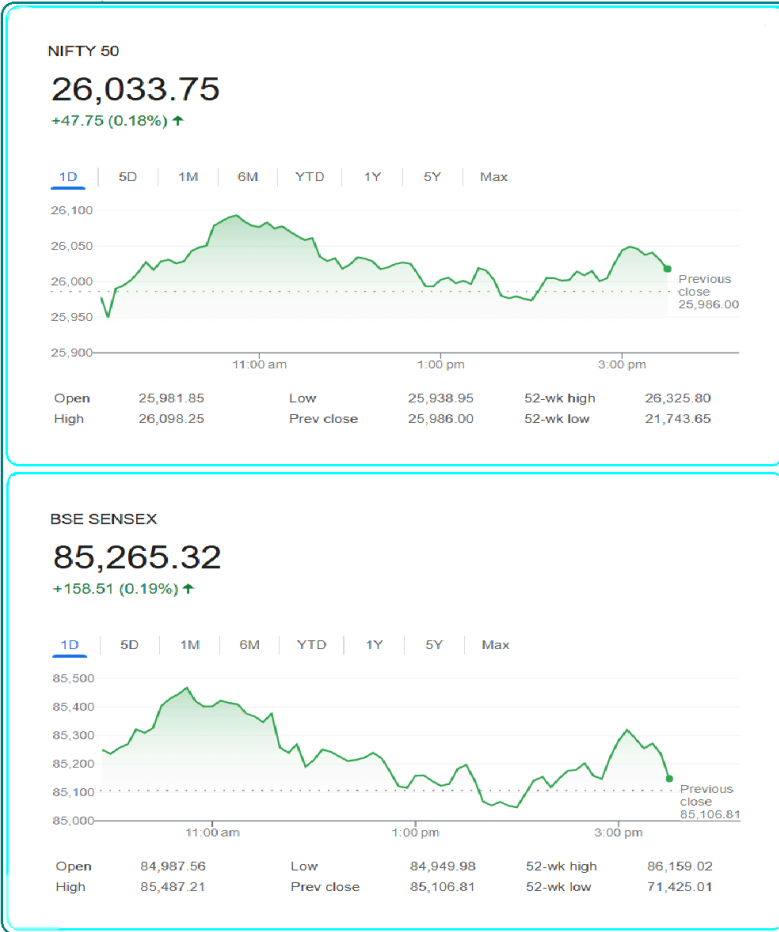 NIFTY 50
26,033.75
+47.75 (0.18%) ↑
1D 5D 1M 6M YTD 1Y 5Y Max
26,100
26,050
26,000
25,950
25,900
Previous
close
25,986.00
11:00 am 1:00 pm 3:00 pm
Open 25,981.85 Low 25,938.95 52-wk high 26,325.80
High 26,098.25 Prev close 25,986.00 52-wk low 21,743.65
BSE SENSEX
85,265.32
+158.51 (0.19%) ↑
1D 5D 1M 6M YTD 1Y 5Y Max
85,500
85,400
85,300
85,200
85,100
85,000
Previous
close
85,106.81
11:00 am 1:00 pm 3:00 pm
Open 84,987.56 Low 84,949.98 52-wk high 86,159.02
High 85,487.21 Prev close 85,106.81 52-wk low 71,425.01